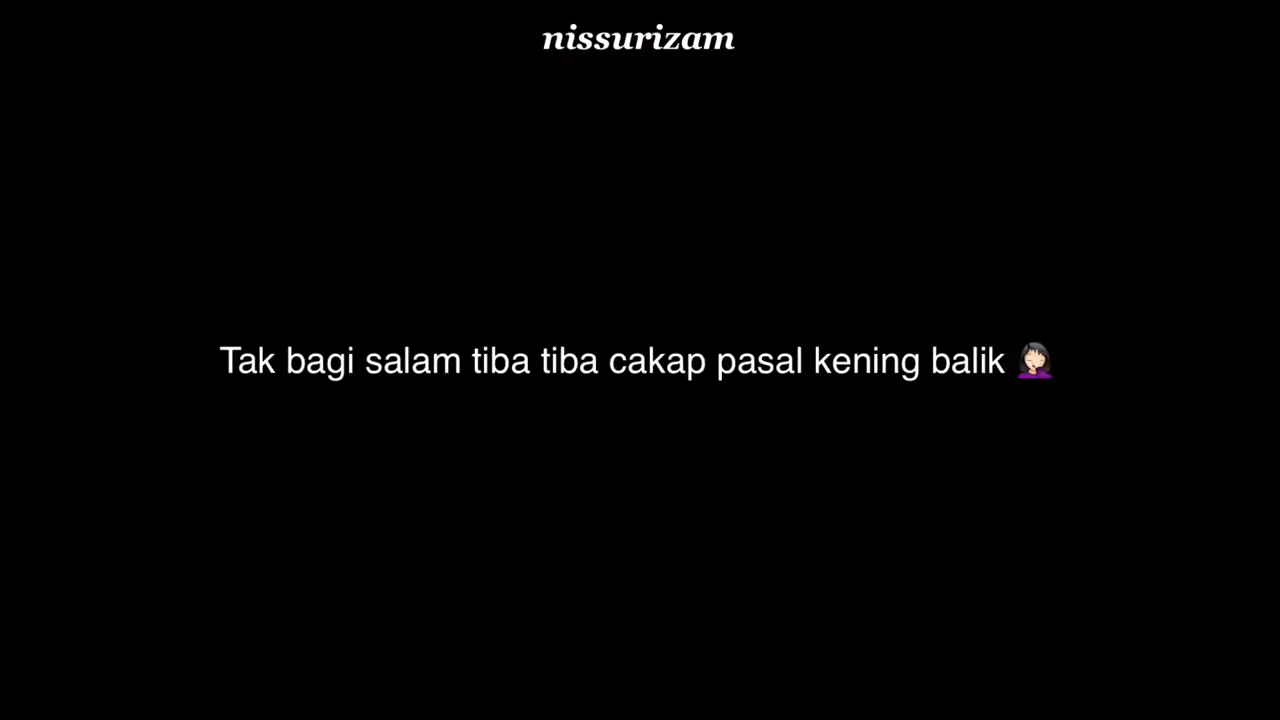 nissurizam
Tak bagi salam tiba tiba cakap pasal kening balik 🤦🏻‍♀️